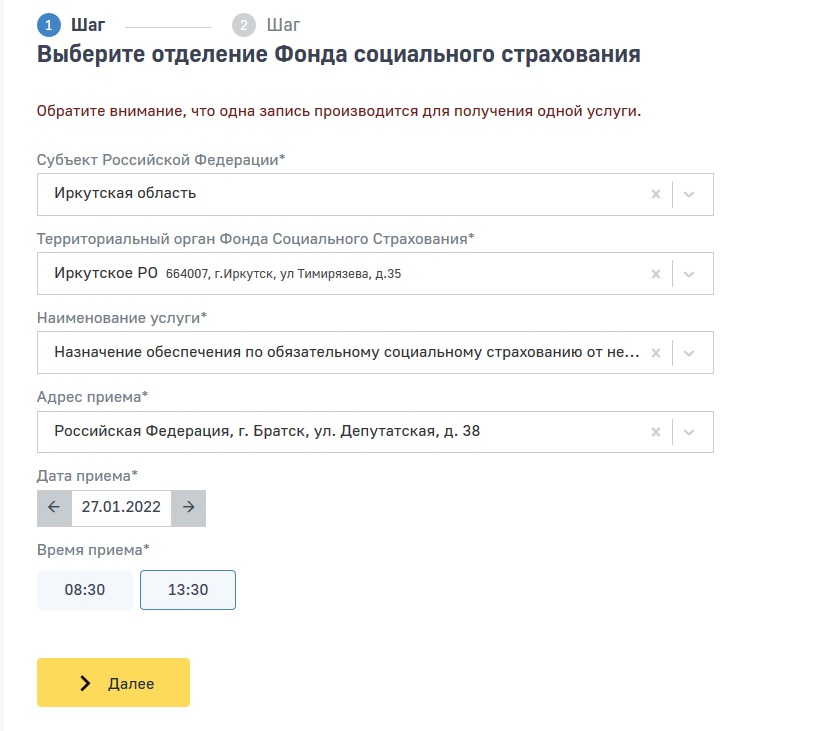 1 Шаг 2 Шаг
Выберите отделение Фонда социального страхования
Обратите внимание, что одна запись производится для получения одной услуги.
Субъект Российской Федерации*
Иркутская область
Территориальный орган Фонда Социального Страхования*
Иркутское РО 664007, г.Иркутск, ул Тимирязева, д.35
Наименование услуги*
Назначение обеспечения по обязательному социальному страхованию от не...
Адрес приема*
Российская Федерация, г. Братск, ул. Депутатская, д. 38
Дата приема*
27.01.2022
Время приема*
08:30 13:30
Далее